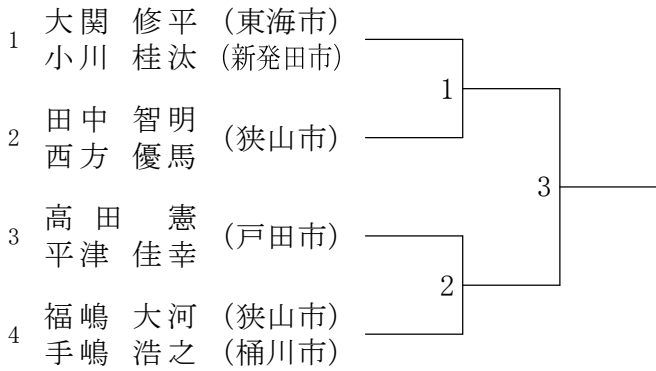 1 大関 修平 (東海市)
小川 桂汰 (新発田市)
1
2 田中 智明 (狭山市)
西方 優馬
3
3 高田 憲 (戸田市)
平津 佳幸
2
4 福嶋 大河 (狭山市)
手嶋 浩之 (桶川市)